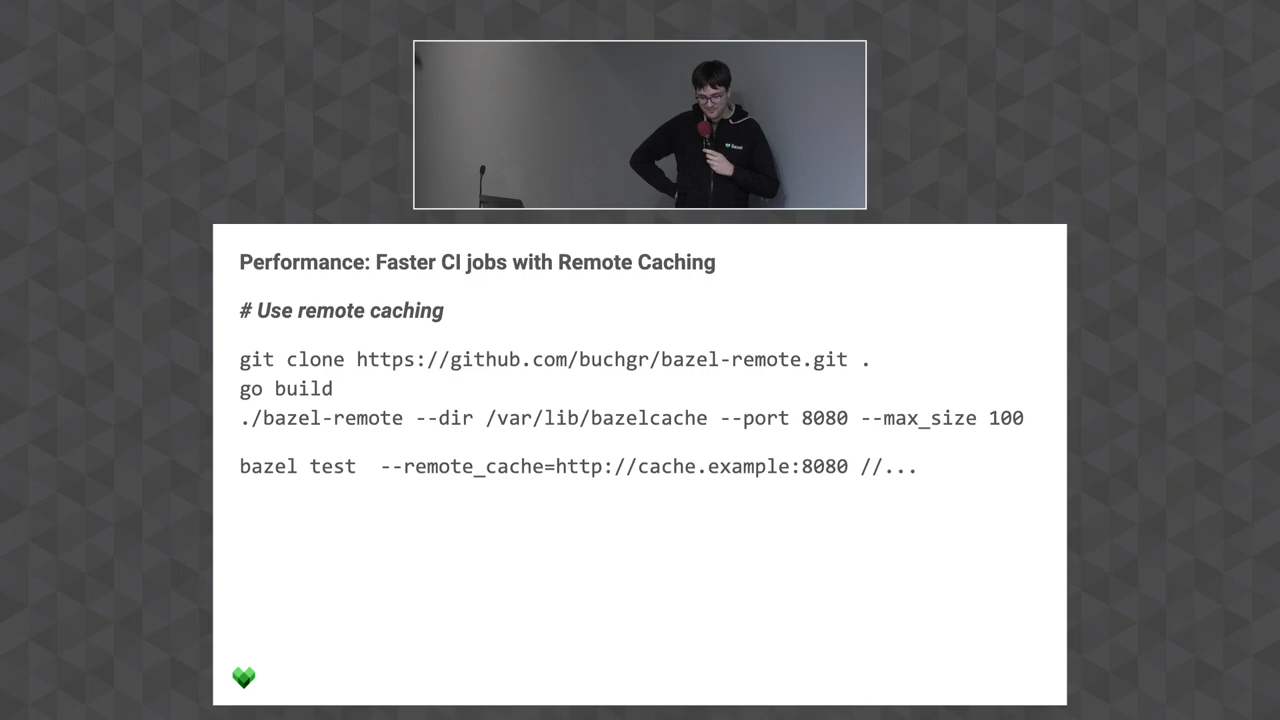 Bazel
Performance: Faster CI jobs with Remote Caching
# Use remote caching
git clone https://github.com/buchgr/bazel-remote.git .
go build
./bazel-remote --dir /var/lib/bazelcache --port 8080 --max_size 100
bazel test  --remote_cache=http://cache.example:8080 //...